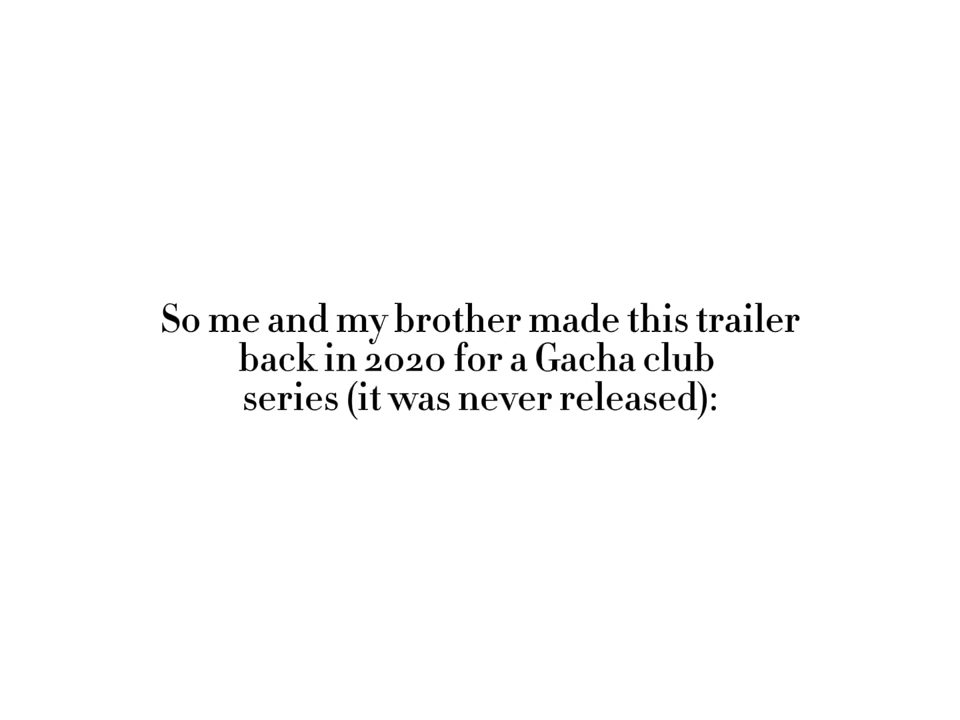 So me and my brother made this trailer
back in 2020 for a Gacha club
series (it was never released):